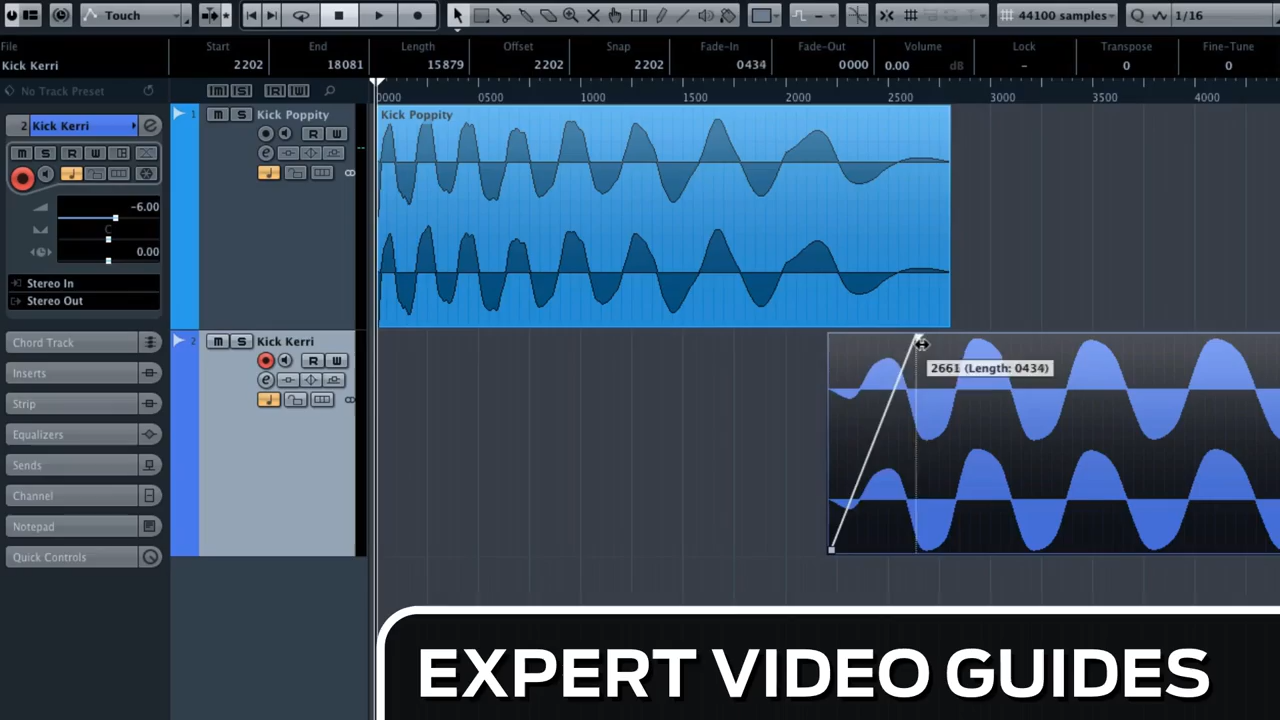 Touch
44100 samples
Q
1/16
File
Start
End
Length
Offset
Snap
Fade-In
Fade-Out
Volume
Lock
Transpose
Fine-Tune
Kick Kerri
2202
18081
15879
2202
2202
0434
0000
0.00
dB
-
0
0
No Track Preset
M S R W
0000
0500
1000
1500
2000
2500
3000
3500
4000
1
M S
Kick Poppity
Kick Poppity
R W
e
2
Kick Kerri
e
M S R W
-6.00
C
0.00
Stereo In
Stereo Out
Chord Track
Inserts
Strip
Equalizers
Sends
Channel
Notepad
Quick Controls
2
M S
Kick Kerri
R W
e
2661 (Length: 0434)
EXPERT VIDEO GUIDES